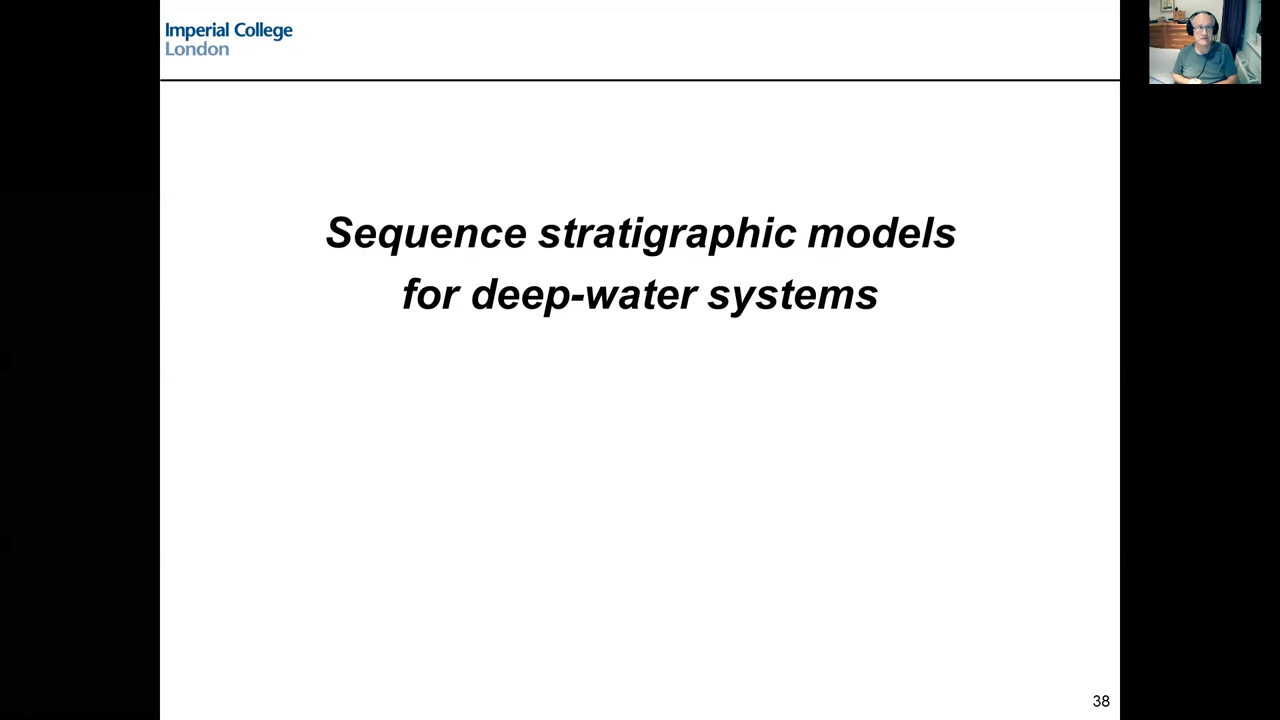 Imperial College
London
Sequence stratigraphic models
for deep-water systems
38